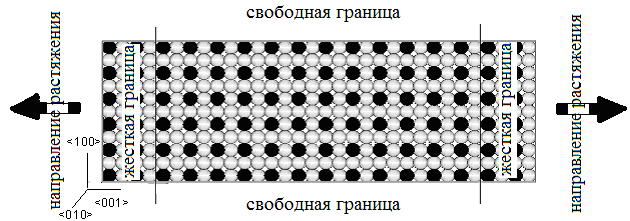 свободная граница
направление растяжения
жесткая граница
жесткая граница
направление растяжения
<100>
<001>
<010>
свободная граница